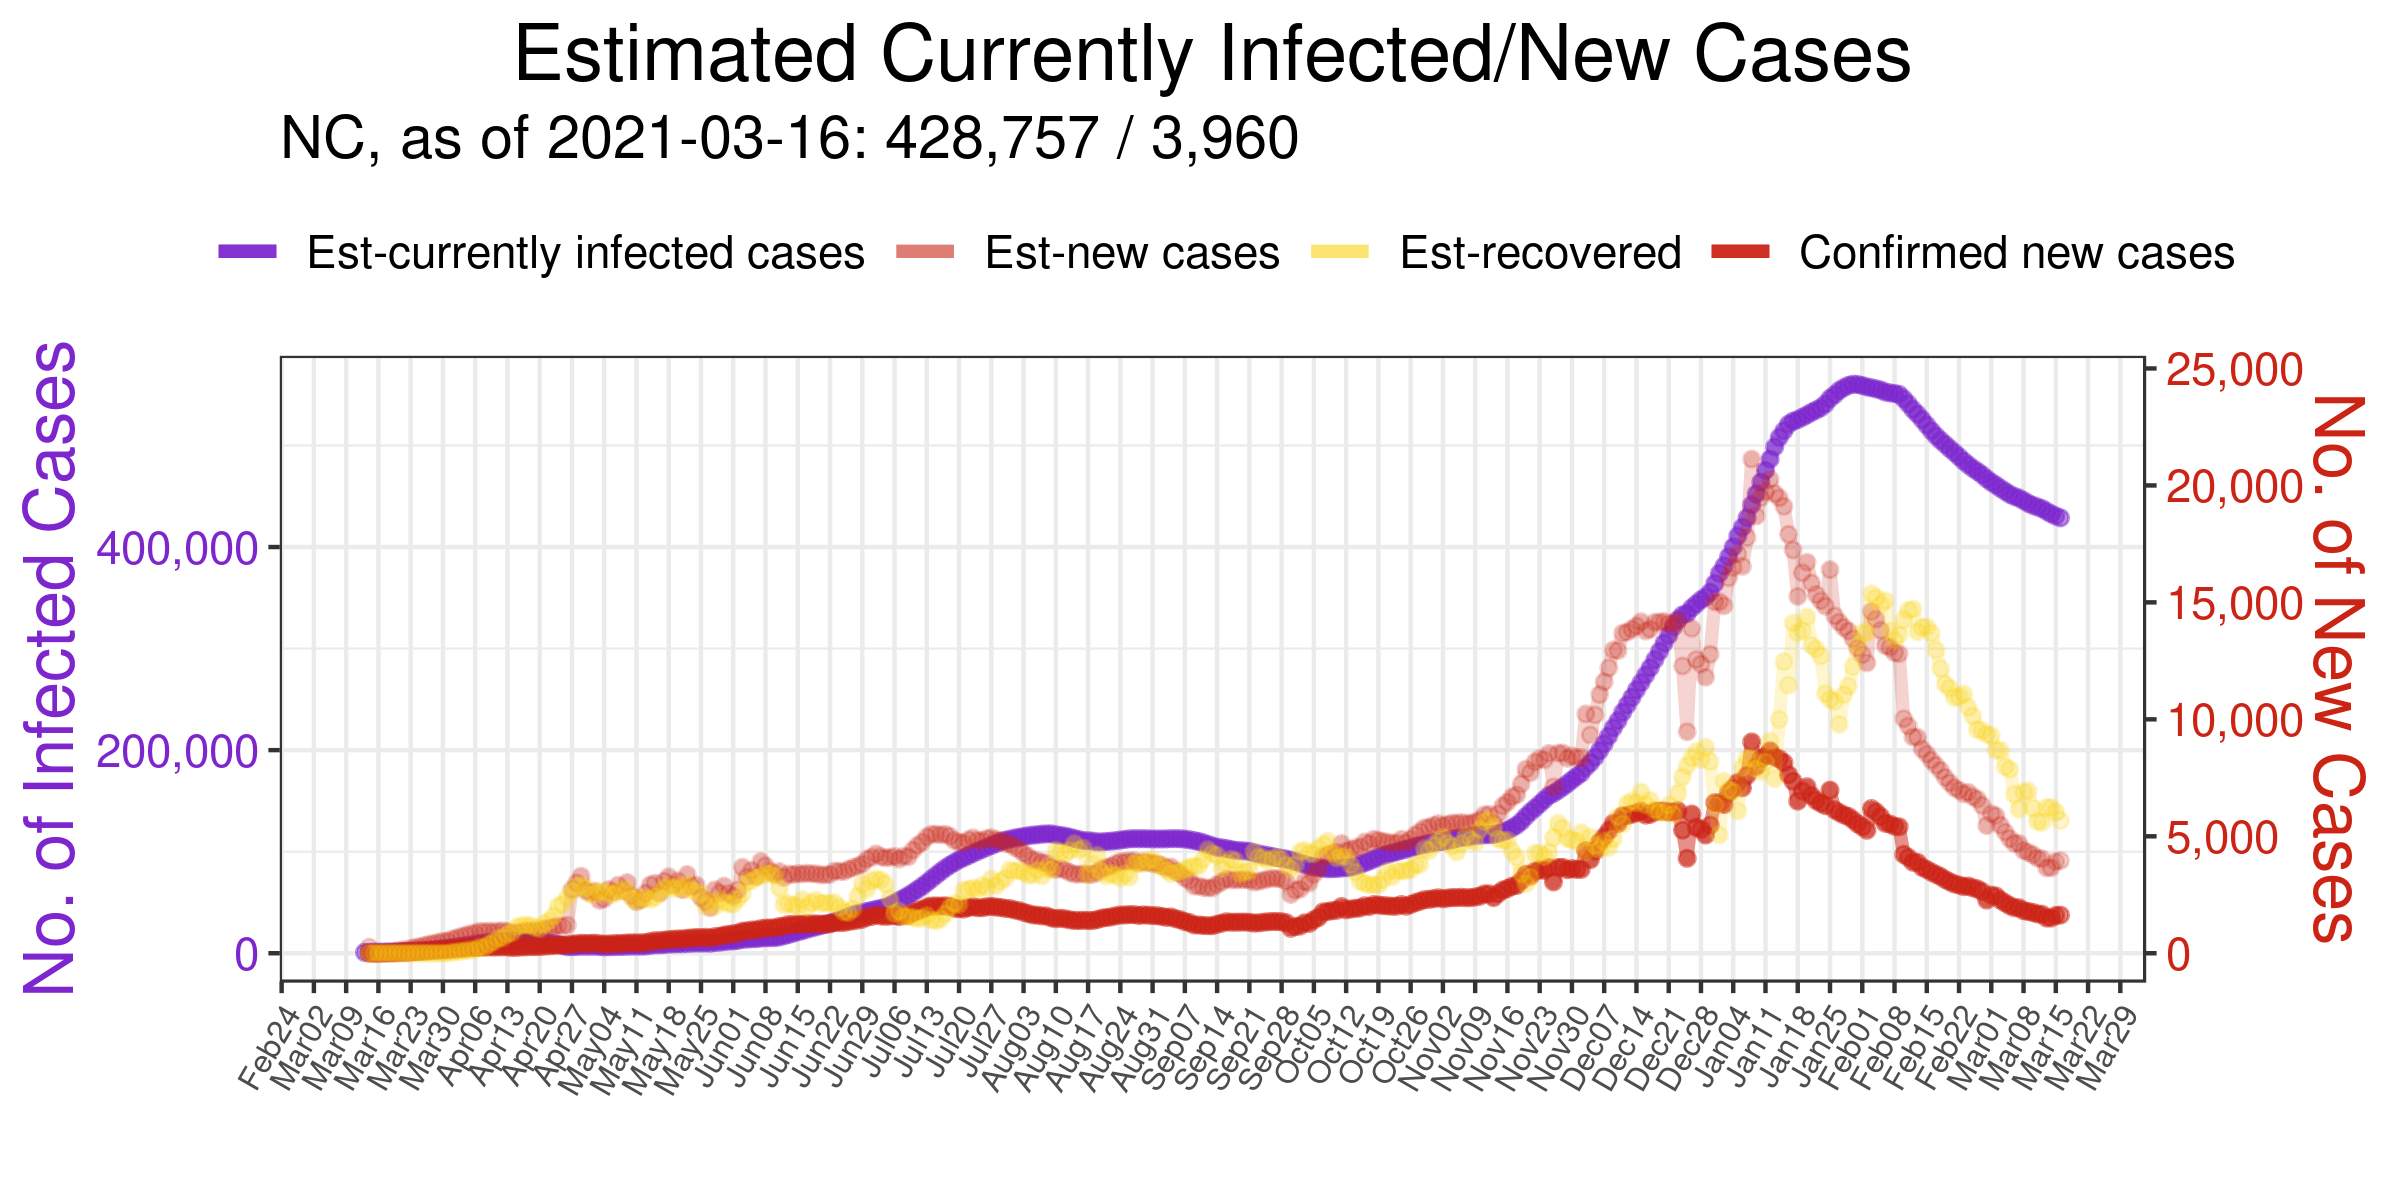 Estimated Currently Infected/New Cases
NC, as of 2021-03-16: 428,757 / 3,960
Est-currently infected cases Est-new cases Est-recovered Confirmed new cases
No. of Infected Cases
400,000
200,000
0
25,000
20,000
15,000
10,000
5,000
0
No. of New Cases
Feb24 Mar02 Mar09 Mar16 Mar23 Mar30 Apr06 Apr13 Apr20 Apr27 May04 May11 May18 May25 Jun01 Jun08 Jun15 Jun22 Jun29 Jul06 Jul13 Jul20 Jul27 Aug03 Aug10 Aug17 Aug24 Aug31 Sep07 Sep14 Sep21 Sep28 Oct05 Oct12 Oct19 Oct26 Nov02 Nov09 Nov16 Nov23 Nov30 Dec07 Dec14 Dec21 Dec28 Jan04 Jan11 Jan18 Jan25 Feb01 Feb08 Feb15 Feb22 Mar01 Mar08 Mar15 Mar22 Mar29